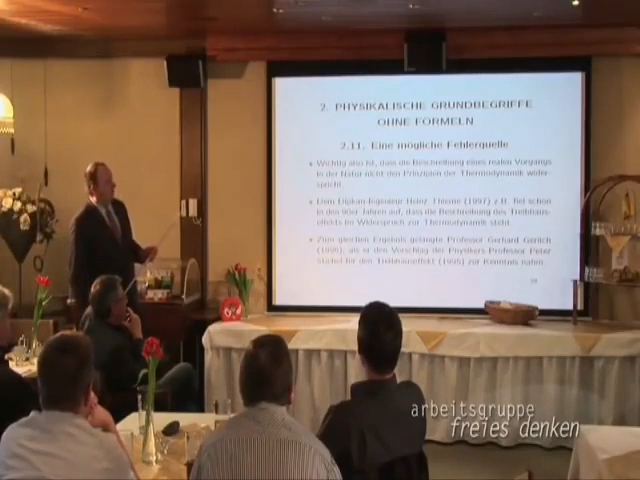 2. PHYSIKALISCHE GRUNDBEGRIFFE
OHNE FORMELN
2.11. Eine mögliche Fehlerquelle
Wichtig also ist, dass die Beschreibung eines realen Vorgangs
in der Natur nicht den Prinzipien der Thermodynamik wider-
spricht.
Dem Diplom-Ingenieur Heinz Thieme (1997) z.B. fiel schon
in den 90er Jahren auf, dass die Beschreibung des Treibhaus-
effekts im Widerspruch zur Thermodynamik steht.
Zum gleichen Ergebnis gelangte Professor Gerhard Gerlich
(1995), als er den Vorschlag des Physikers Professor Peter
Stichel für den Treibhauseffekt (1995) zur Kenntnis nahm.
arbeitsgruppe
freies denken